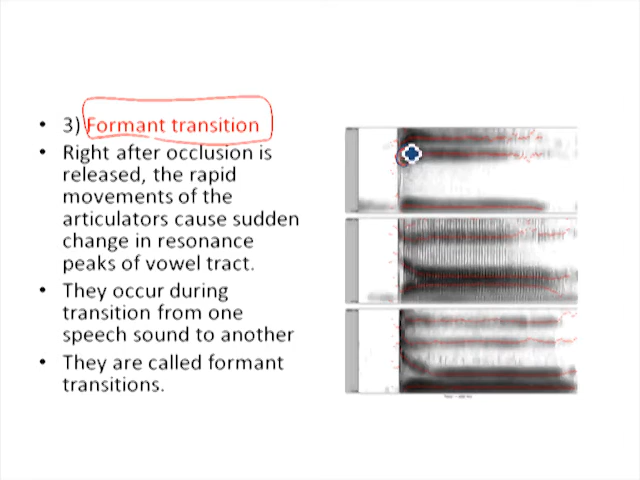 • 3) Formant transition
• Right after occlusion is
released, the rapid
movements of the
articulators cause sudden
change in resonance
peaks of vowel tract.
• They occur during
transition from one
speech sound to another
• They are called formant
transitions.